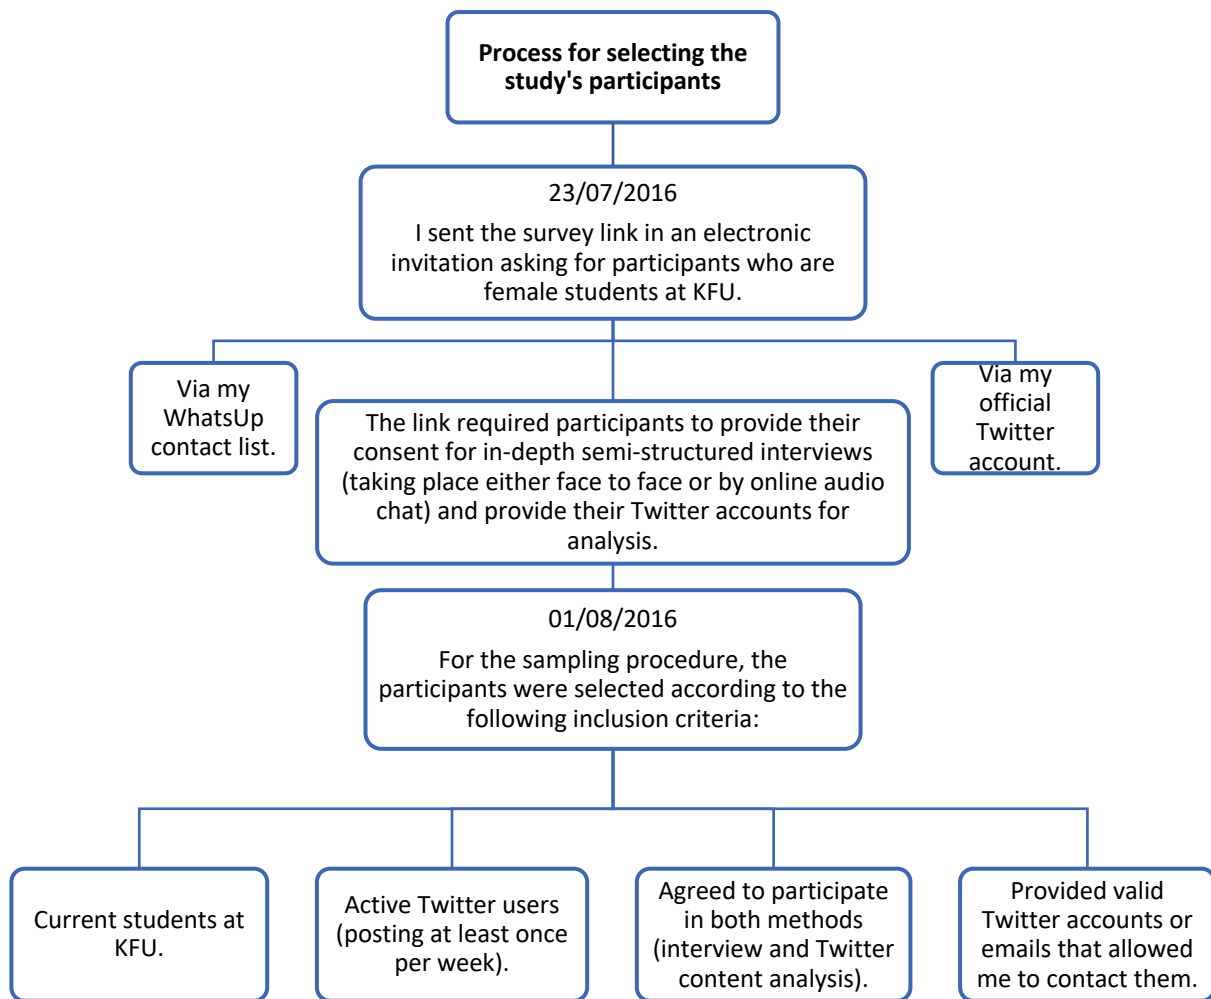 Process for selecting the
study's participants
23/07/2016
I sent the survey link in an electronic
invitation asking for participants who are
female students at KFU.
Via my
WhatsUp
contact list.
The link required participants to provide their
consent for in-depth semi-structured interviews
(taking place either face to face or by online audio
chat) and provide their Twitter accounts for
analysis.
Via my
official
Twitter
account.
01/08/2016
For the sampling procedure, the
participants were selected according to the
following inclusion criteria:
Current students at
KFU.
Active Twitter users
(posting at least once
per week).
Agreed to participate
in both methods
(interview and Twitter
content analysis).
Provided valid
Twitter accounts or
emails that allowed
me to contact them.